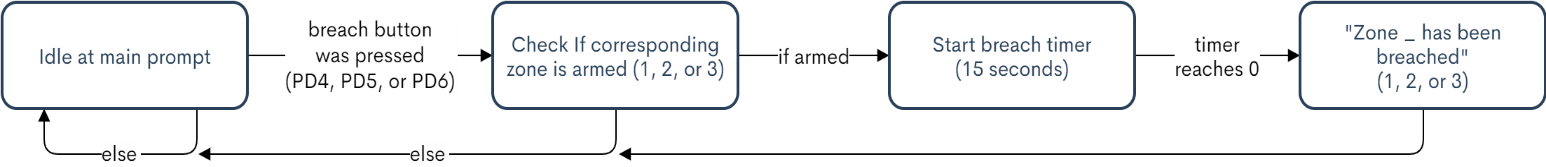 Idle at main prompt
breach button
was pressed
(PD4, PD5, or PD6)
Check If corresponding
zone is armed (1, 2, or 3)
if armed
Start breach timer
(15 seconds)
timer
reaches 0
"Zone _ has been
breached"
(1, 2, or 3)
else
else